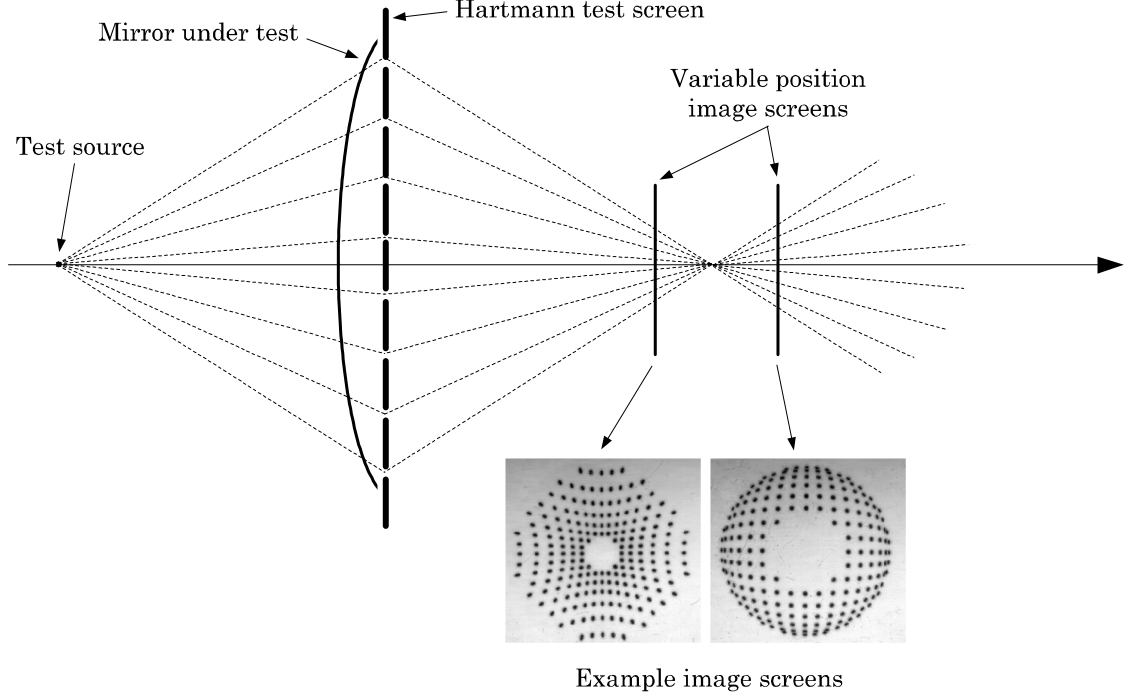 Hartmann test screen
Mirror under test
Variable position
image screens
Test source
Example image screens